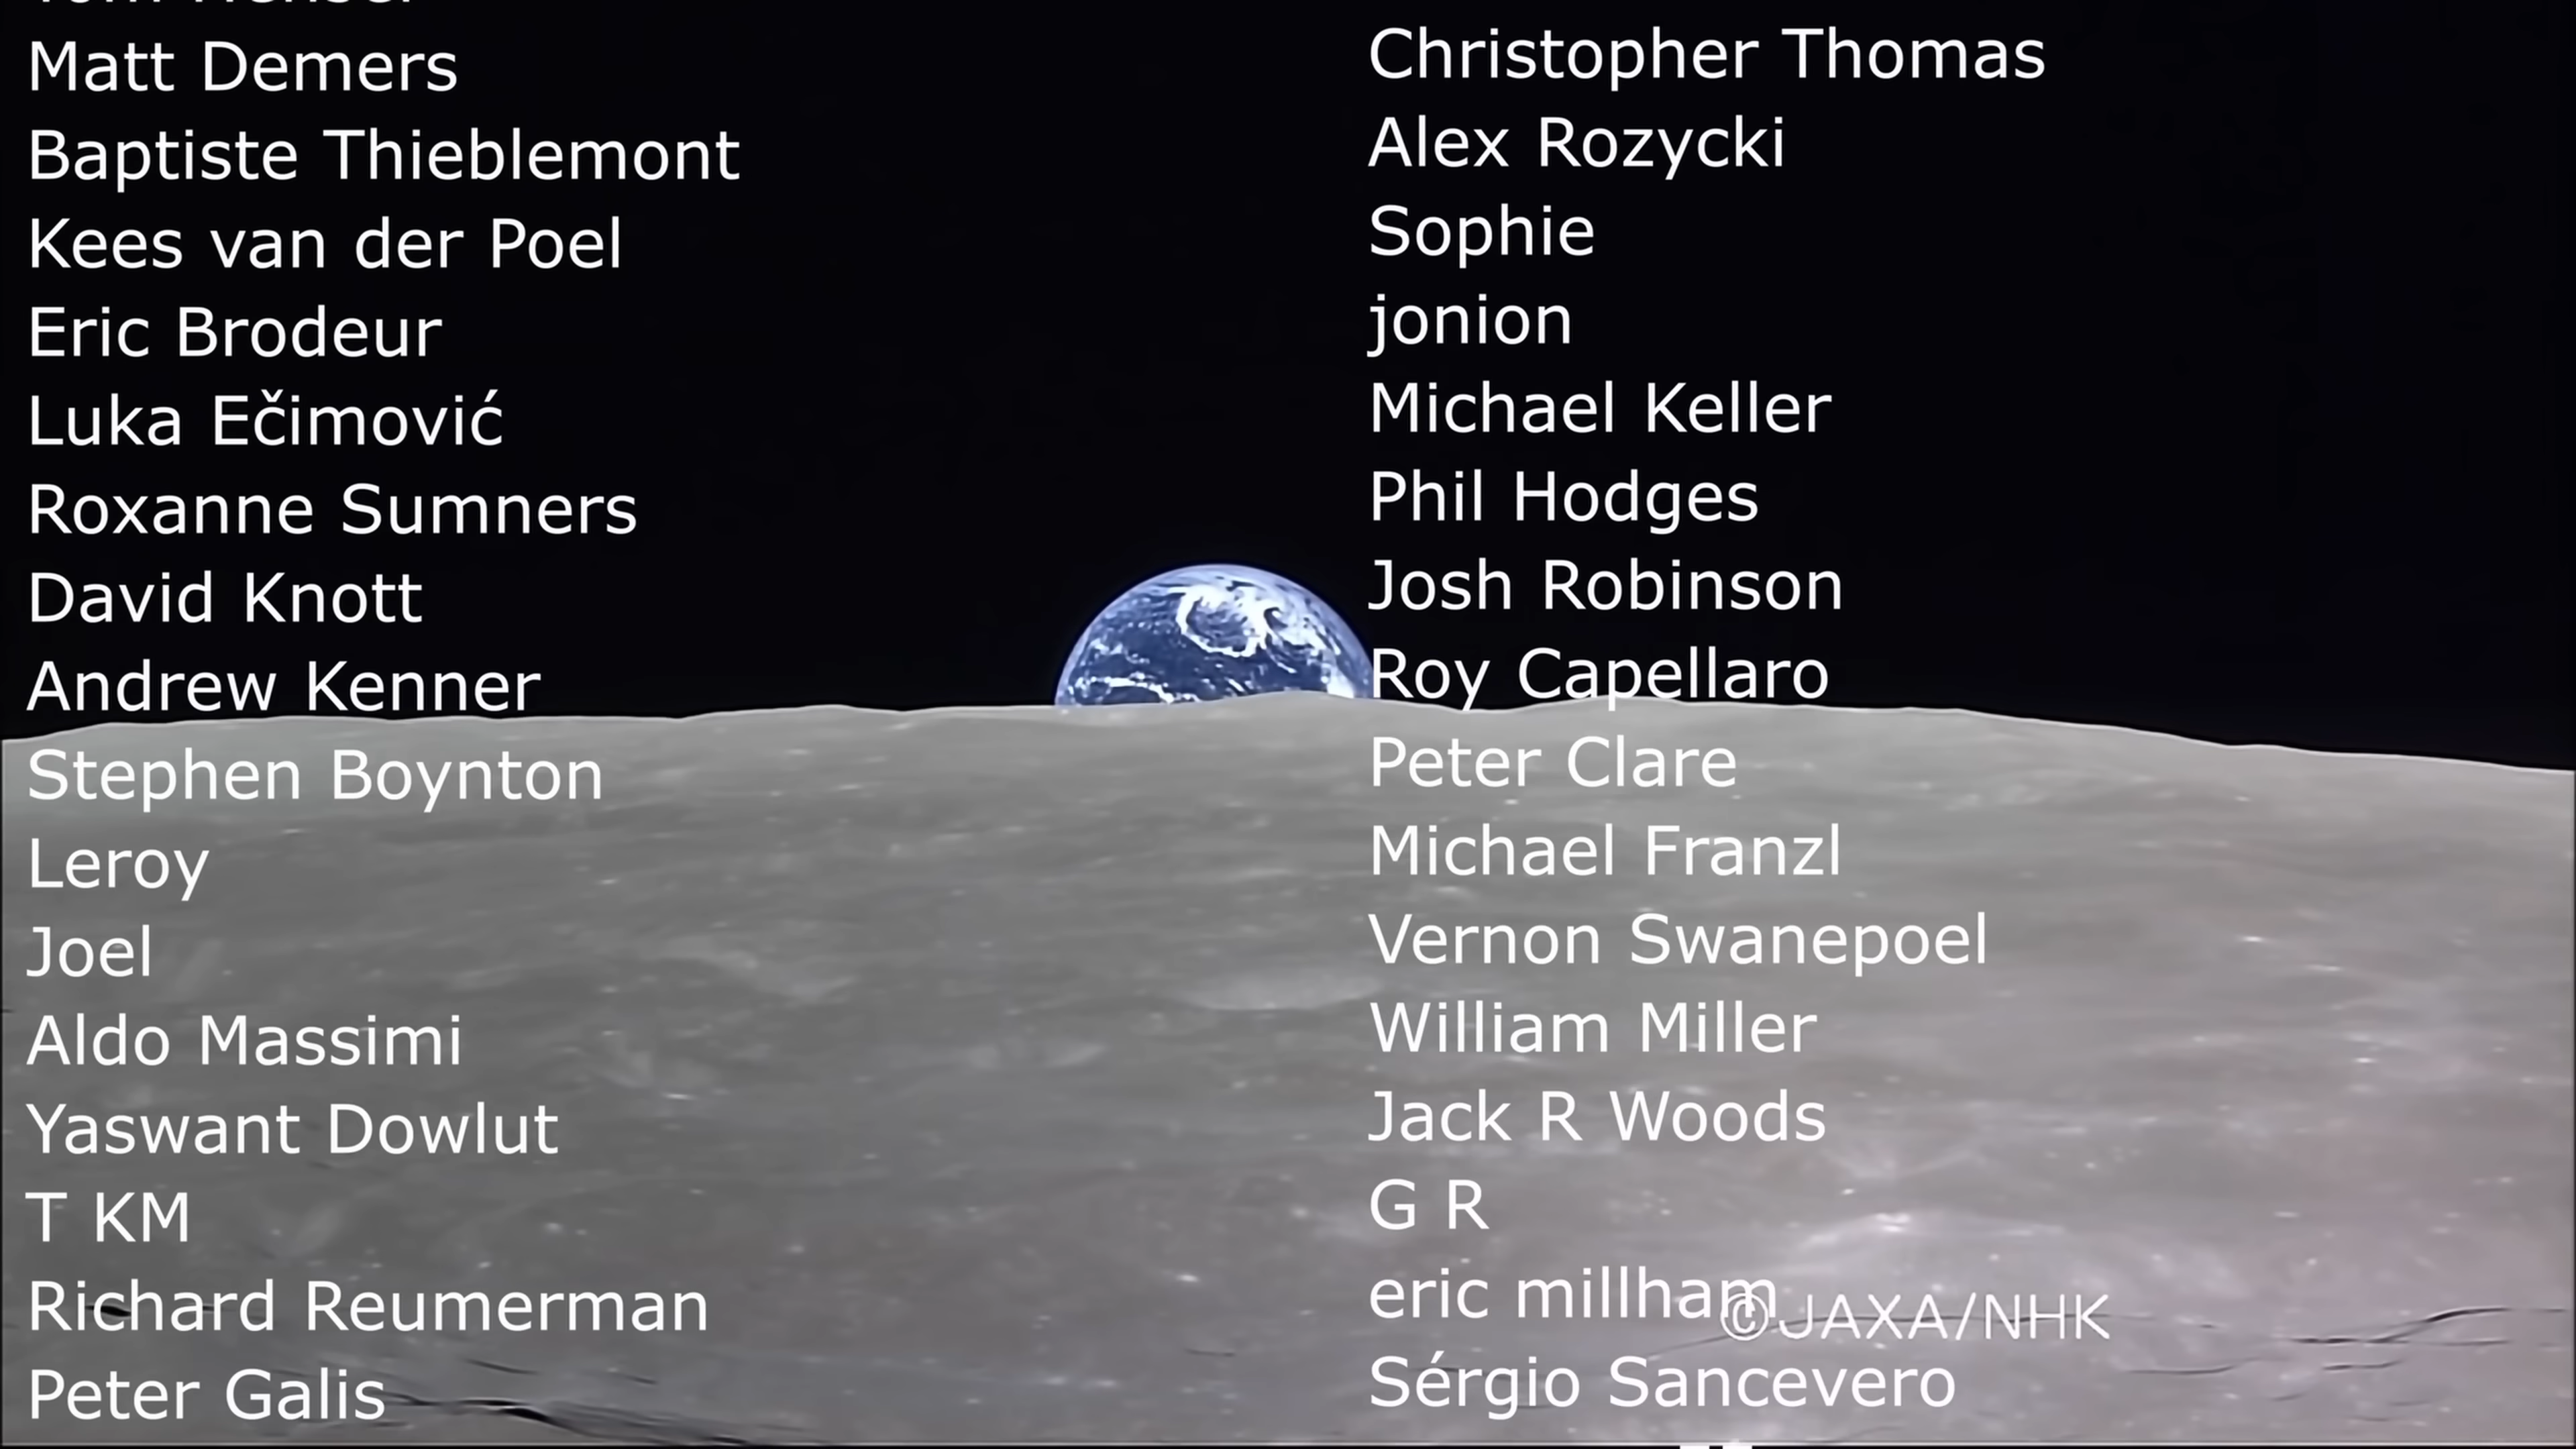 Matt Demers
Baptiste Thieblemont
Kees van der Poel
Eric Brodeur
Luka Ečimović
Roxanne Sumners
David Knott
Andrew Kenner
Stephen Boynton
Leroy
Joel
Aldo Massimi
Yaswant Dowlut
T KM
Richard Reumerman
Peter Galis
Christopher Thomas
Alex Rozycki
Sophie
jonion
Michael Keller
Phil Hodges
Josh Robinson
Roy Capellaro
Peter Clare
Michael Franzl
Vernon Swanepoel
William Miller
Jack R Woods
G R
eric millham
©JAXA/NHK
Sérgio Sancevero